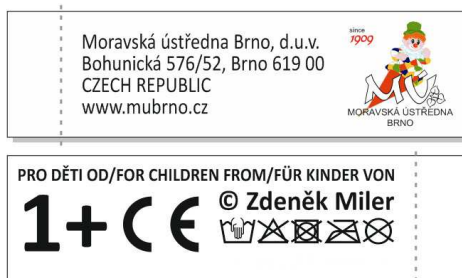 Moravská ústředna Brno, d.u.v.
Bohunická 576/52, Brno 619 00
CZECH REPUBLIC
www.mubrno.cz
since
1909
MU
MORAVSKÁ ÚSTŘEDNA
BRNO
PRO DĚTI OD/FOR CHILDREN FROM/FÜR KINDER VON
1+ CE
© Zdeněk Miler